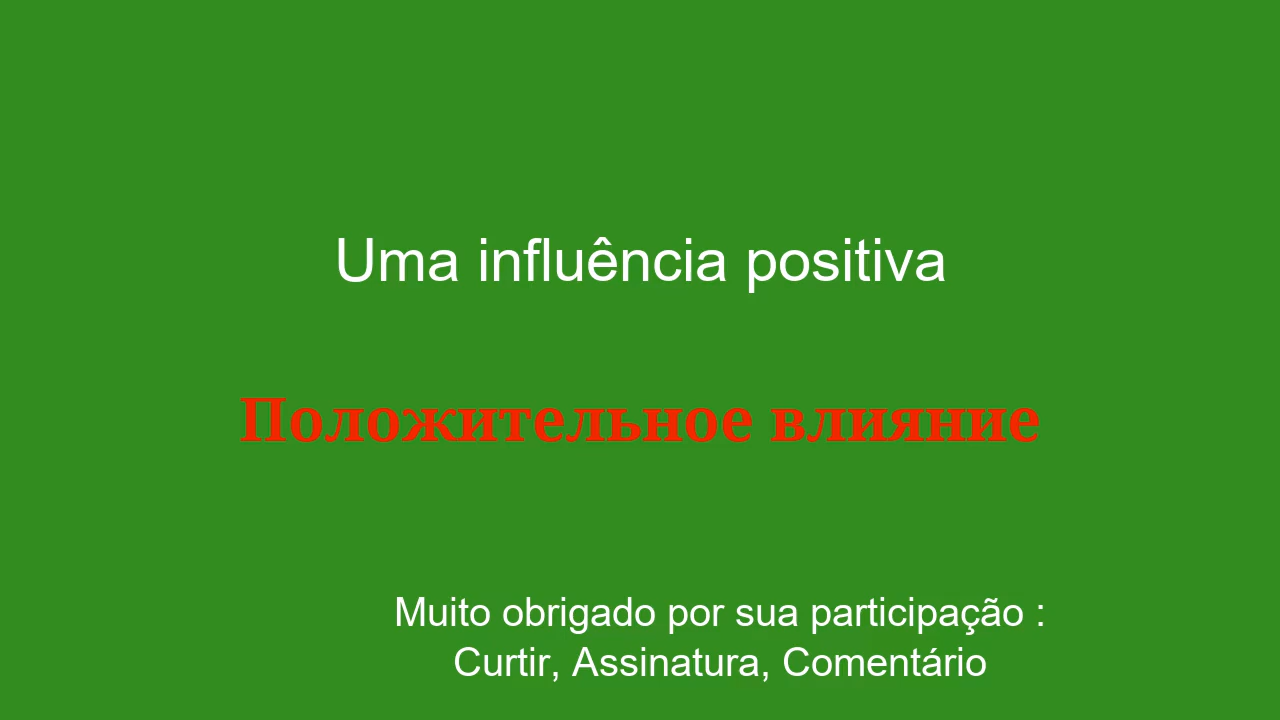 Uma influência positiva
Положительное влияние
Muito obrigado por sua participação :
Curtir, Assinatura, Comentário